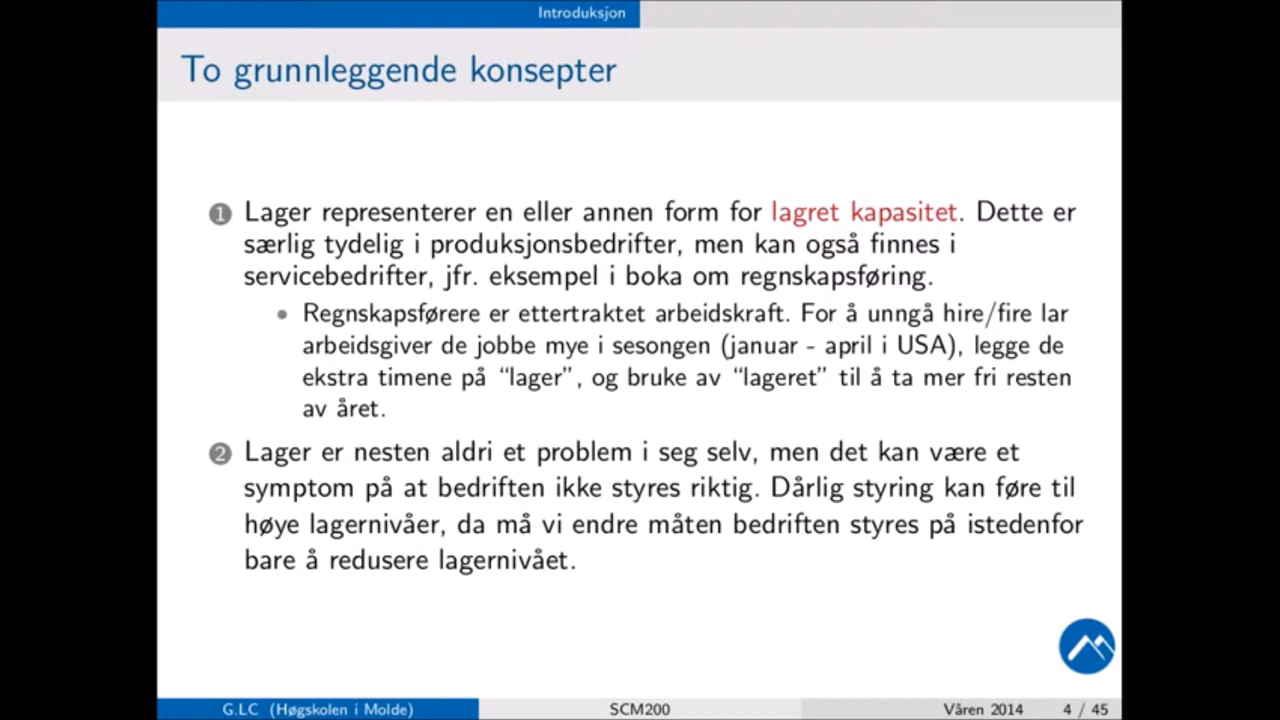 Introduksjon
To grunnleggende konsepter
1 Lager representerer en eller annen form for lagret kapasitet. Dette er
særlig tydelig i produksjonsbedrifter, men kan også finnes i
servicebedrifter, jfr. eksempel i boka om regnskapsføring.
• Regnskapsførere er ettertraktet arbeidskraft. For å unngå hire/fire lar
arbeidsgiver de jobbe mye i sesongen (januar - april i USA), legge de
ekstra timene på “lager”, og bruke av “lageret” til å ta mer fri resten
av året.
2 Lager er nesten aldri et problem i seg selv, men det kan være et
symptom på at bedriften ikke styres riktig. Dårlig styring kan føre til
høye lagernivåer, da må vi endre måten bedriften styres på istedenfor
bare å redusere lagernivået.
G.LC (Høgskolen i Molde) SCM200 Våren 2014 4 / 45